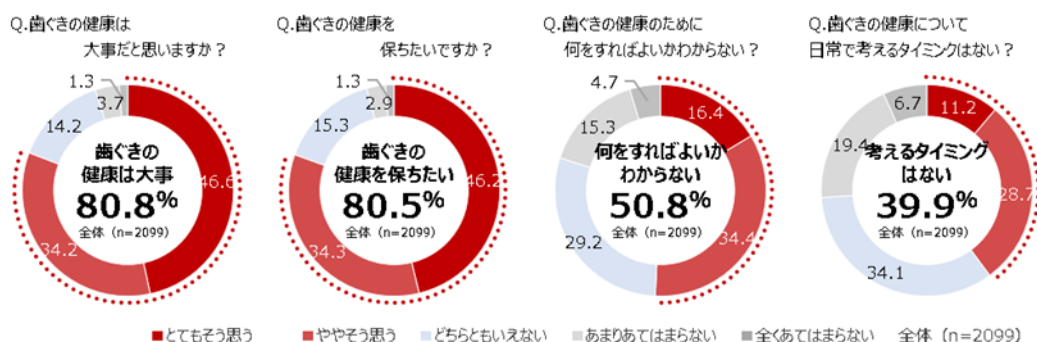 Q.歯ぐきの健康は
大事だと思いますか？
1.3
3.7
14.2
46.6
34.2
歯ぐきの
健康は大事
80.8%
全体（n=2099）
Q.歯ぐきの健康を
保ちたいですか？
1.3
2.9
15.3
46.2
34.3
歯ぐきの
健康を保ちたい
80.5%
全体（n=2099）
Q.歯ぐきの健康のために
何をすればよいかわからない？
4.7
16.4
15.3
29.2
34.4
何をすればよいか
わからない
50.8%
全体（n=2099）
Q.歯ぐきの健康について
日常で考えるタイミングはない？
6.7
11.2
19.4
28.7
34.1
考えるタイミング
はない
39.9%
全体（n=2099）
とてもそう思う ややそう思う どちらともいえない あまりあてはまらない 全くあてはまらない 全体（n=2099）